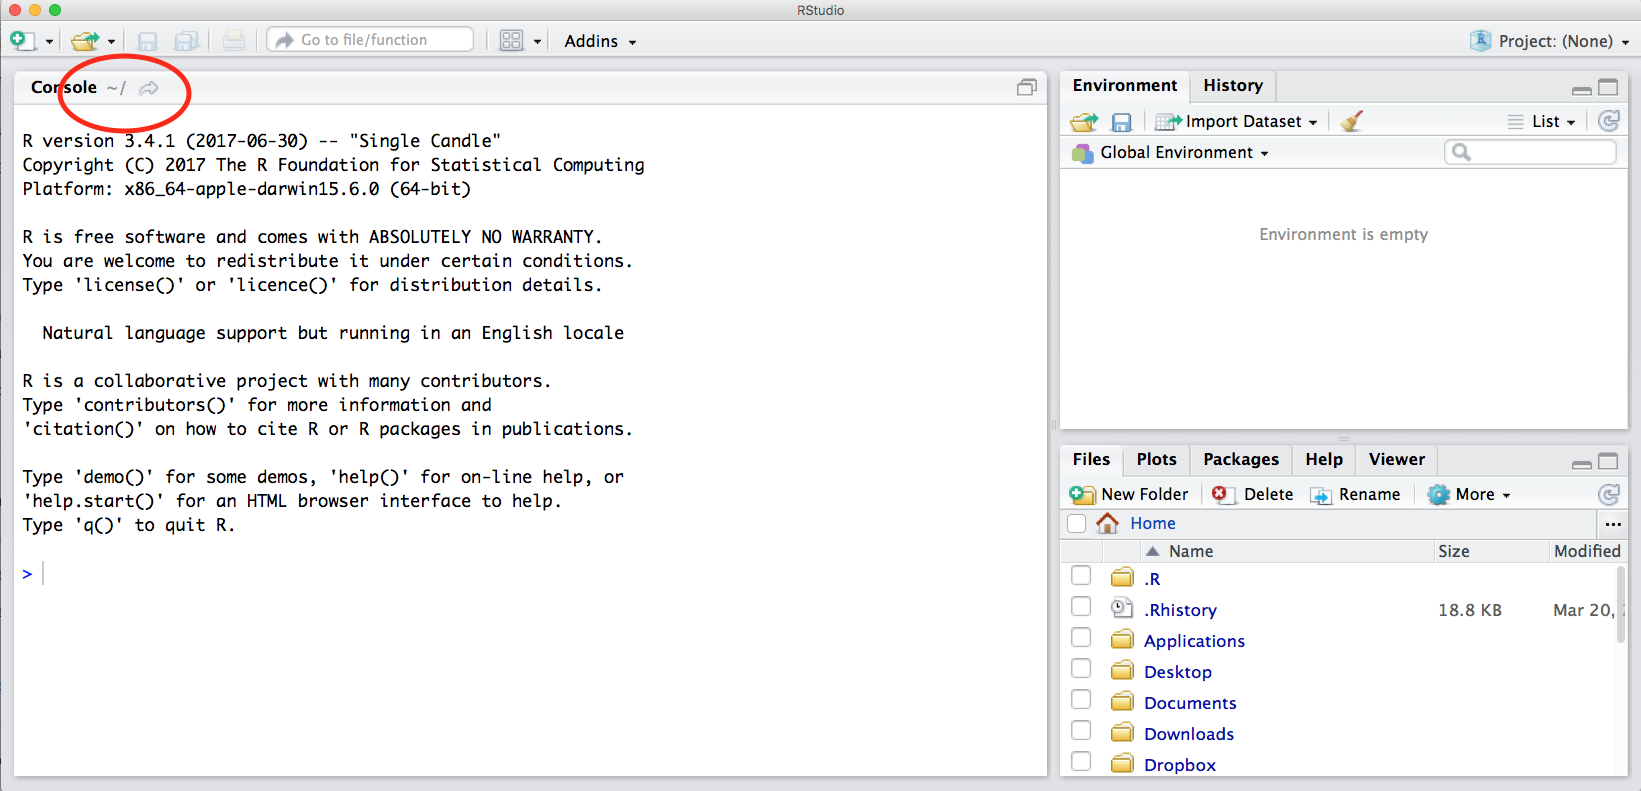 RStudio
Go to file/function
Addins
Project: (None)
Console ~/
R version 3.4.1 (2017-06-30) -- "Single Candle"
Copyright (C) 2017 The R Foundation for Statistical Computing
Platform: x86_64-apple-darwin15.6.0 (64-bit)
R is free software and comes with ABSOLUTELY NO WARRANTY.
You are welcome to redistribute it under certain conditions.
Type 'license()' or 'licence()' for distribution details.
Natural language support but running in an English locale
R is a collaborative project with many contributors.
Type 'contributors()' for more information and
'citation()' on how to cite R or R packages in publications.
Type 'demo()' for some demos, 'help()' for on-line help, or
'help.start()' for an HTML browser interface to help.
Type 'q()' to quit R.
>
Environment History
Import Dataset List
Global Environment
Environment is empty
Files Plots Packages Help Viewer
New Folder Delete Rename More
Home ...
Name Size Modified
.R
.Rhistory 18.8 KB Mar 20,
Applications
Desktop
Documents
Downloads
Dropbox